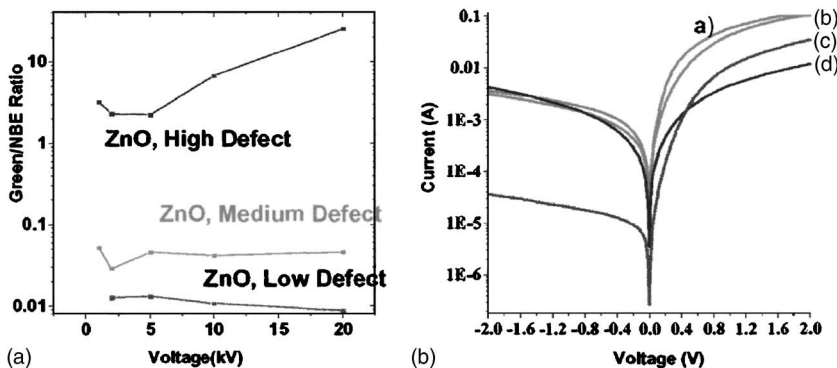 10
1
0.1
0.01
Green/NBE Ratio
ZnO, High Defect
ZnO, Medium Defect
ZnO, Low Defect
0 5 10 15 20
Voltage(kV)
(a)
0.1
0.01
1E-3
1E-4
1E-5
1E-6
Current (A)
a)
(b)
(c)
(d)
-2.0 -1.6 -1.2 -0.8 -0.4 0.0 0.4 0.8 1.2 1.6 2.0
Voltage (V)
(b)